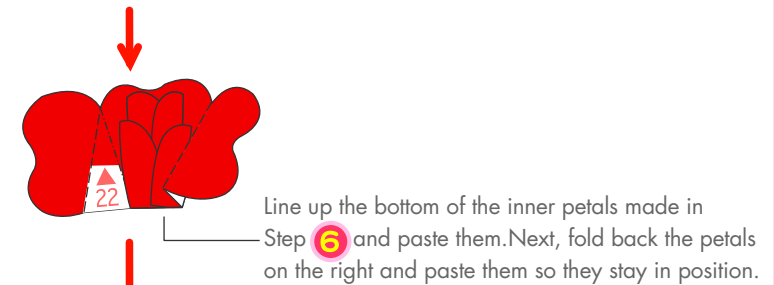 22
Line up the bottom of the inner petals made in
Step 6 and paste them.Next, fold back the petals
on the right and paste them so they stay in position.